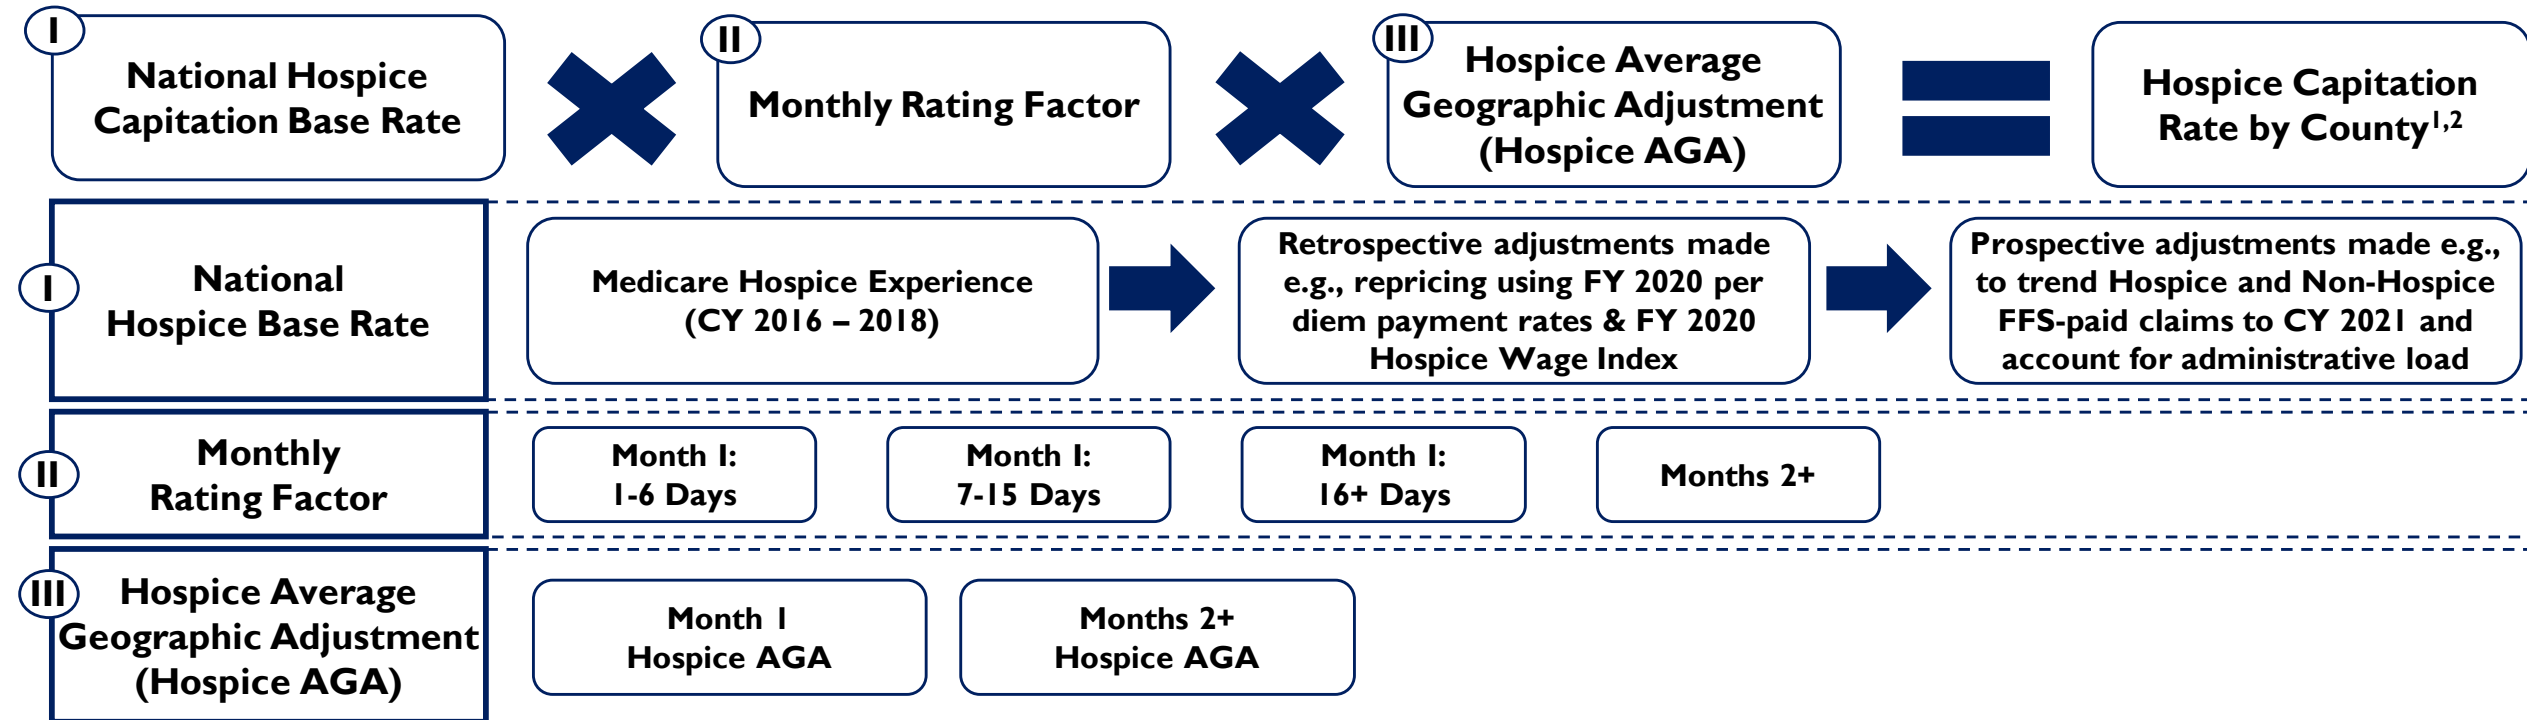 I
National Hospice
Capitation Base Rate
II
Monthly Rating Factor
III
Hospice Average
Geographic Adjustment
(Hospice AGA)
Hospice Capitation
Rate by County1,2
I
National
Hospice Base Rate
Medicare Hospice Experience
(CY 2016 – 2018)
Retrospective adjustments made
e.g., repricing using FY 2020 per
diem payment rates & FY 2020
Hospice Wage Index
Prospective adjustments made e.g.,
to trend Hospice and Non-Hospice
FFS-paid claims to CY 2021 and
account for administrative load
II
Monthly
Rating Factor
Month 1:
1-6 Days
Month 1:
7-15 Days
Month 1:
16+ Days
Months 2+
III
Hospice Average
Geographic Adjustment
(Hospice AGA)
Month 1
Hospice AGA
Months 2+
Hospice AGA